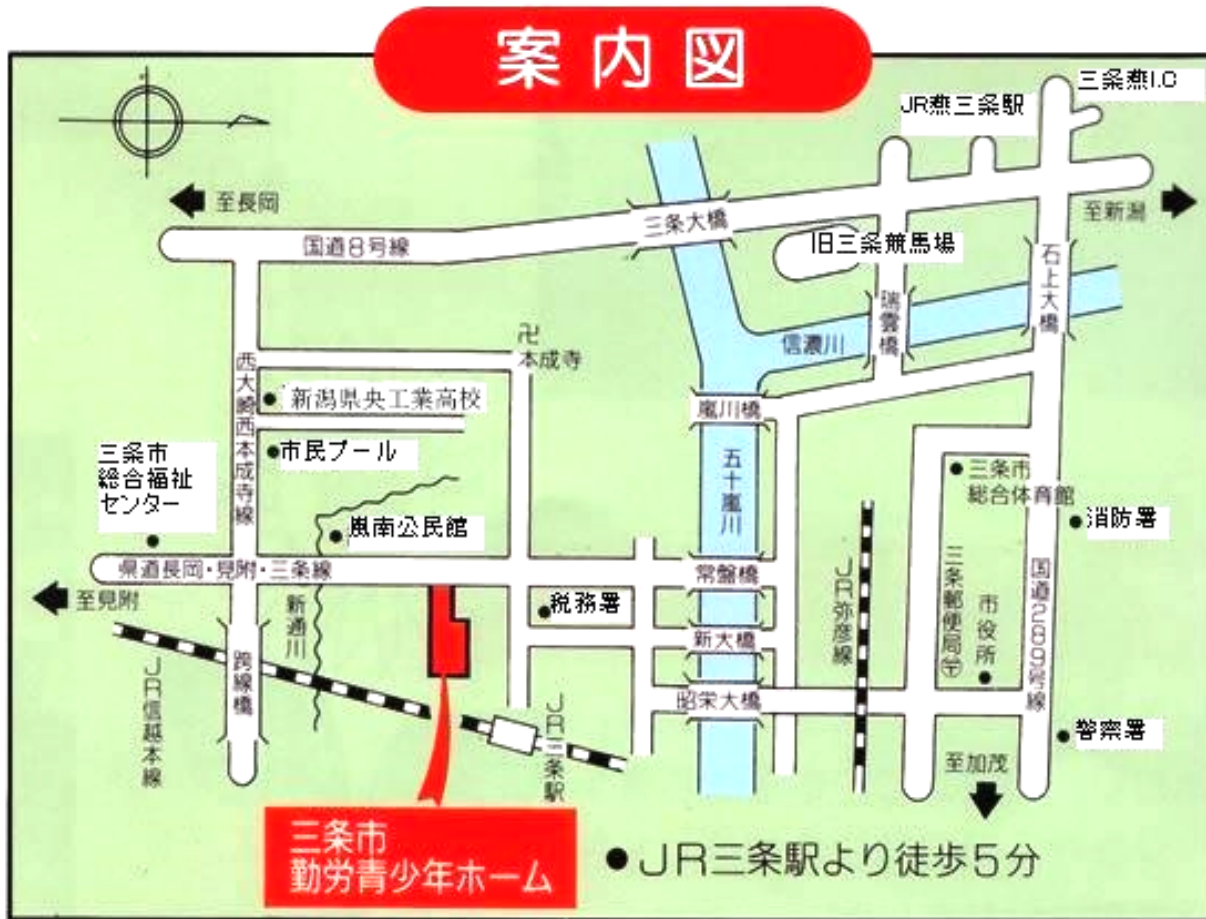 案内図
三条燕I.C
JR燕三条駅
至長岡
至新潟
三条大橋
国道8号線
旧三条競馬場
石上大橋
瑞雲橋
信濃川
卍
本成寺
西大崎西本成寺線
新潟県央工業高校
嵐川橋
市民プール
三条市
総合福祉
センター
五十嵐川
三条市
総合体育館
嵐南公民館
消防署
県道長岡・見附・三条線
常盤橋
至見附
新通川
税務署
JR弥彦線
三条郵便局〒
市役所
国道289号線
新大橋
跨線橋
昭栄大橋
JR信越本線
JR三条駅
警察署
至加茂
三条市
勤労青少年ホーム
●JR三条駅より徒歩5分